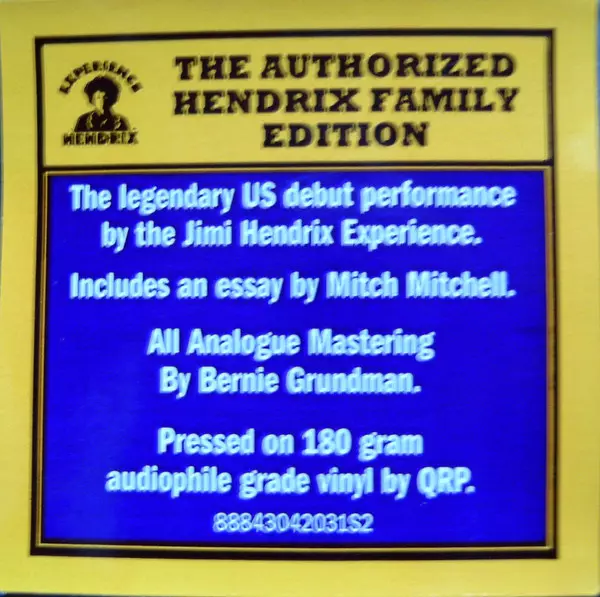 EXPERIENCE
HENDRIX
THE AUTHORIZED
HENDRIX FAMILY
EDITION
The legendary US debut performance
by the Jimi Hendrix Experience.
Includes an essay by Mitch Mitchell.
All Analogue Mastering
By Bernie Grundman.
Pressed on 180 gram
audiophile grade vinyl by QRP.
88843042031S2